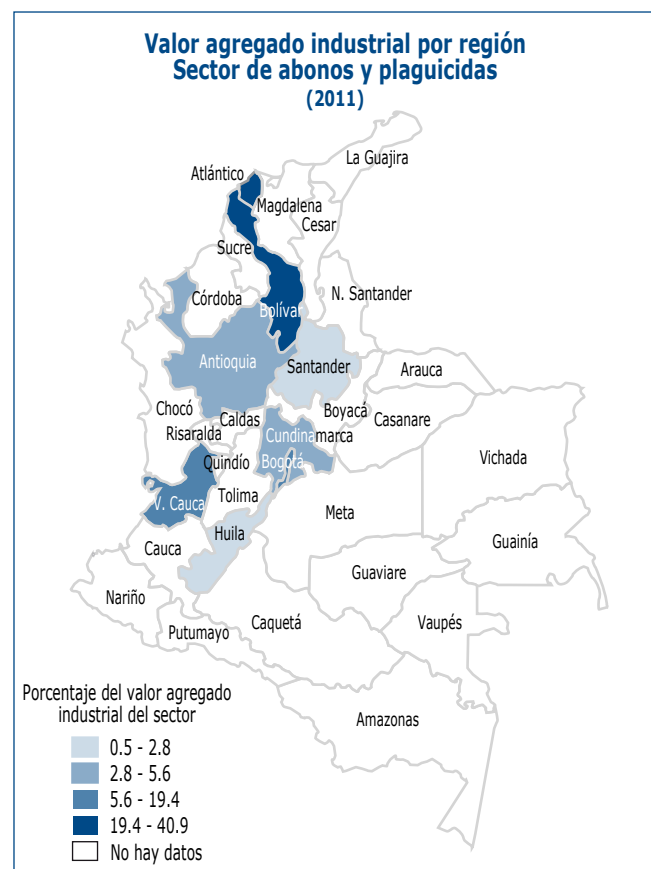 Valor agregado industrial por región
Sector de abonos y plaguicidas
(2011)
La Guajira
Atlántico
Magdalena
Cesar
Sucre
Córdoba
N. Santander
Bolívar
Antioquia
Santander
Arauca
Chocó
Boyacá
Caldas
Casanare
Risaralda
Cundinamarca
Quindío
Bogotá
Vichada
Tolima
V. Cauca
Meta
Huila
Cauca
Guainía
Guaviare
Nariño
Caquetá
Vaupés
Putumayo
Amazonas
Porcentaje del valor agregado
industrial del sector
0.5 - 2.8
2.8 - 5.6
5.6 - 19.4
19.4 - 40.9
No hay datos